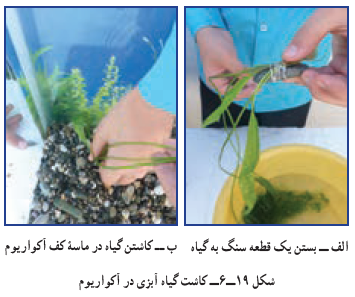 الف ــ بستن یک قطعه سنگ به گیاه
ب ــ کاشتن گیاه در ماسهٔ کف آکواریوم
شکل ۱۹ــ۶ــ کاشت گیاه آبزی در آکواریوم